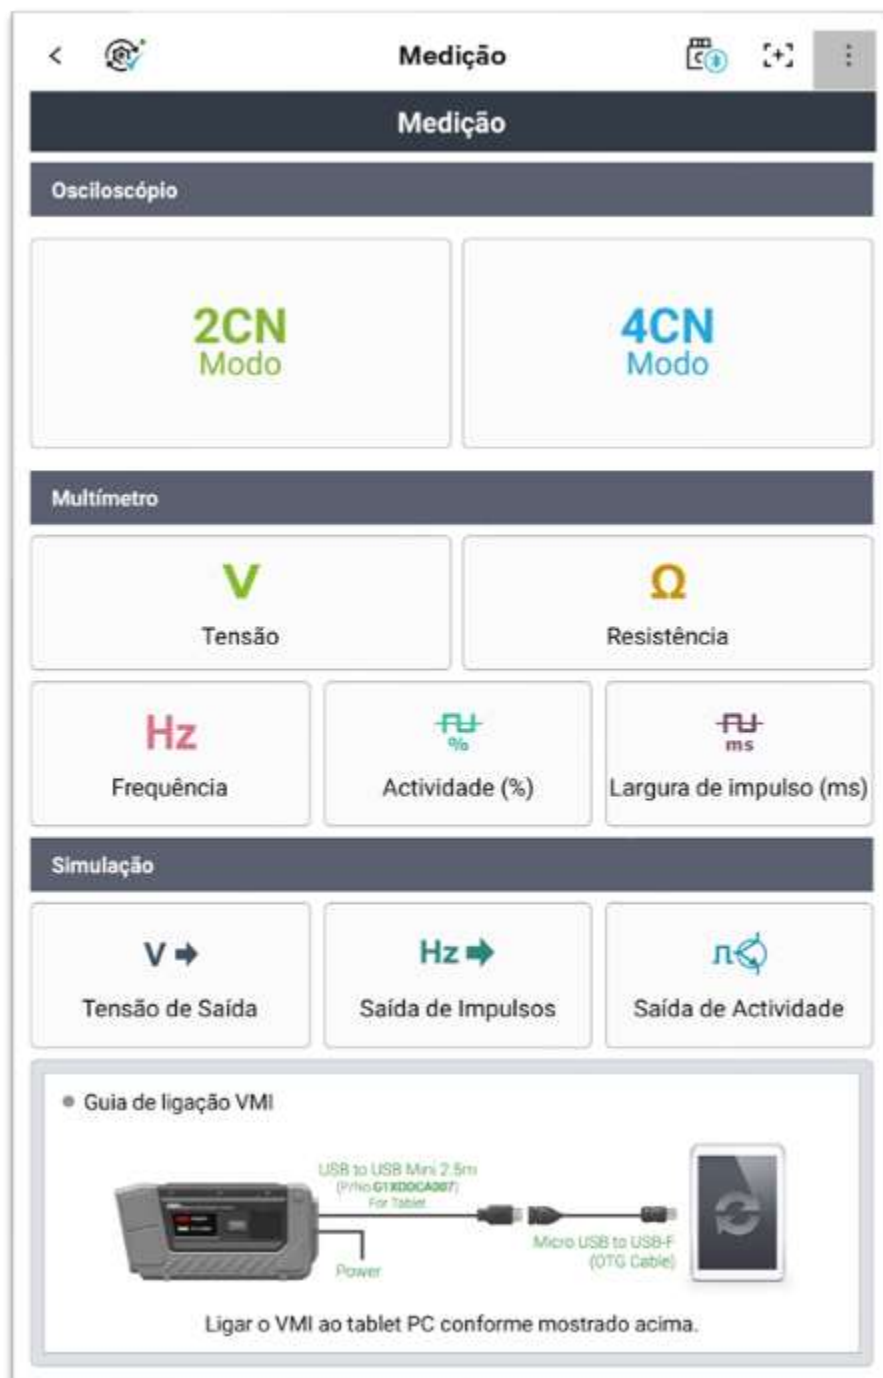 Medição
Medição
Osciloscópio
2CN
Modo
4CN
Modo
Multímetro
V
Tensão
Ω
Resistência
Hz
Frequência
%
Actividade (%)
ms
Largura de impulso (ms)
Simulação
V
Tensão de Saída
Hz
Saída de Impulsos
Saída de Actividade
Guia de ligação VMI
USB to USB Mini 2.5m
(P/No:G1XDDCA007)
For Tablet
Power
Micro USB to USB-F
(OTG Cable)
Ligar o VMI ao tablet PC conforme mostrado acima.